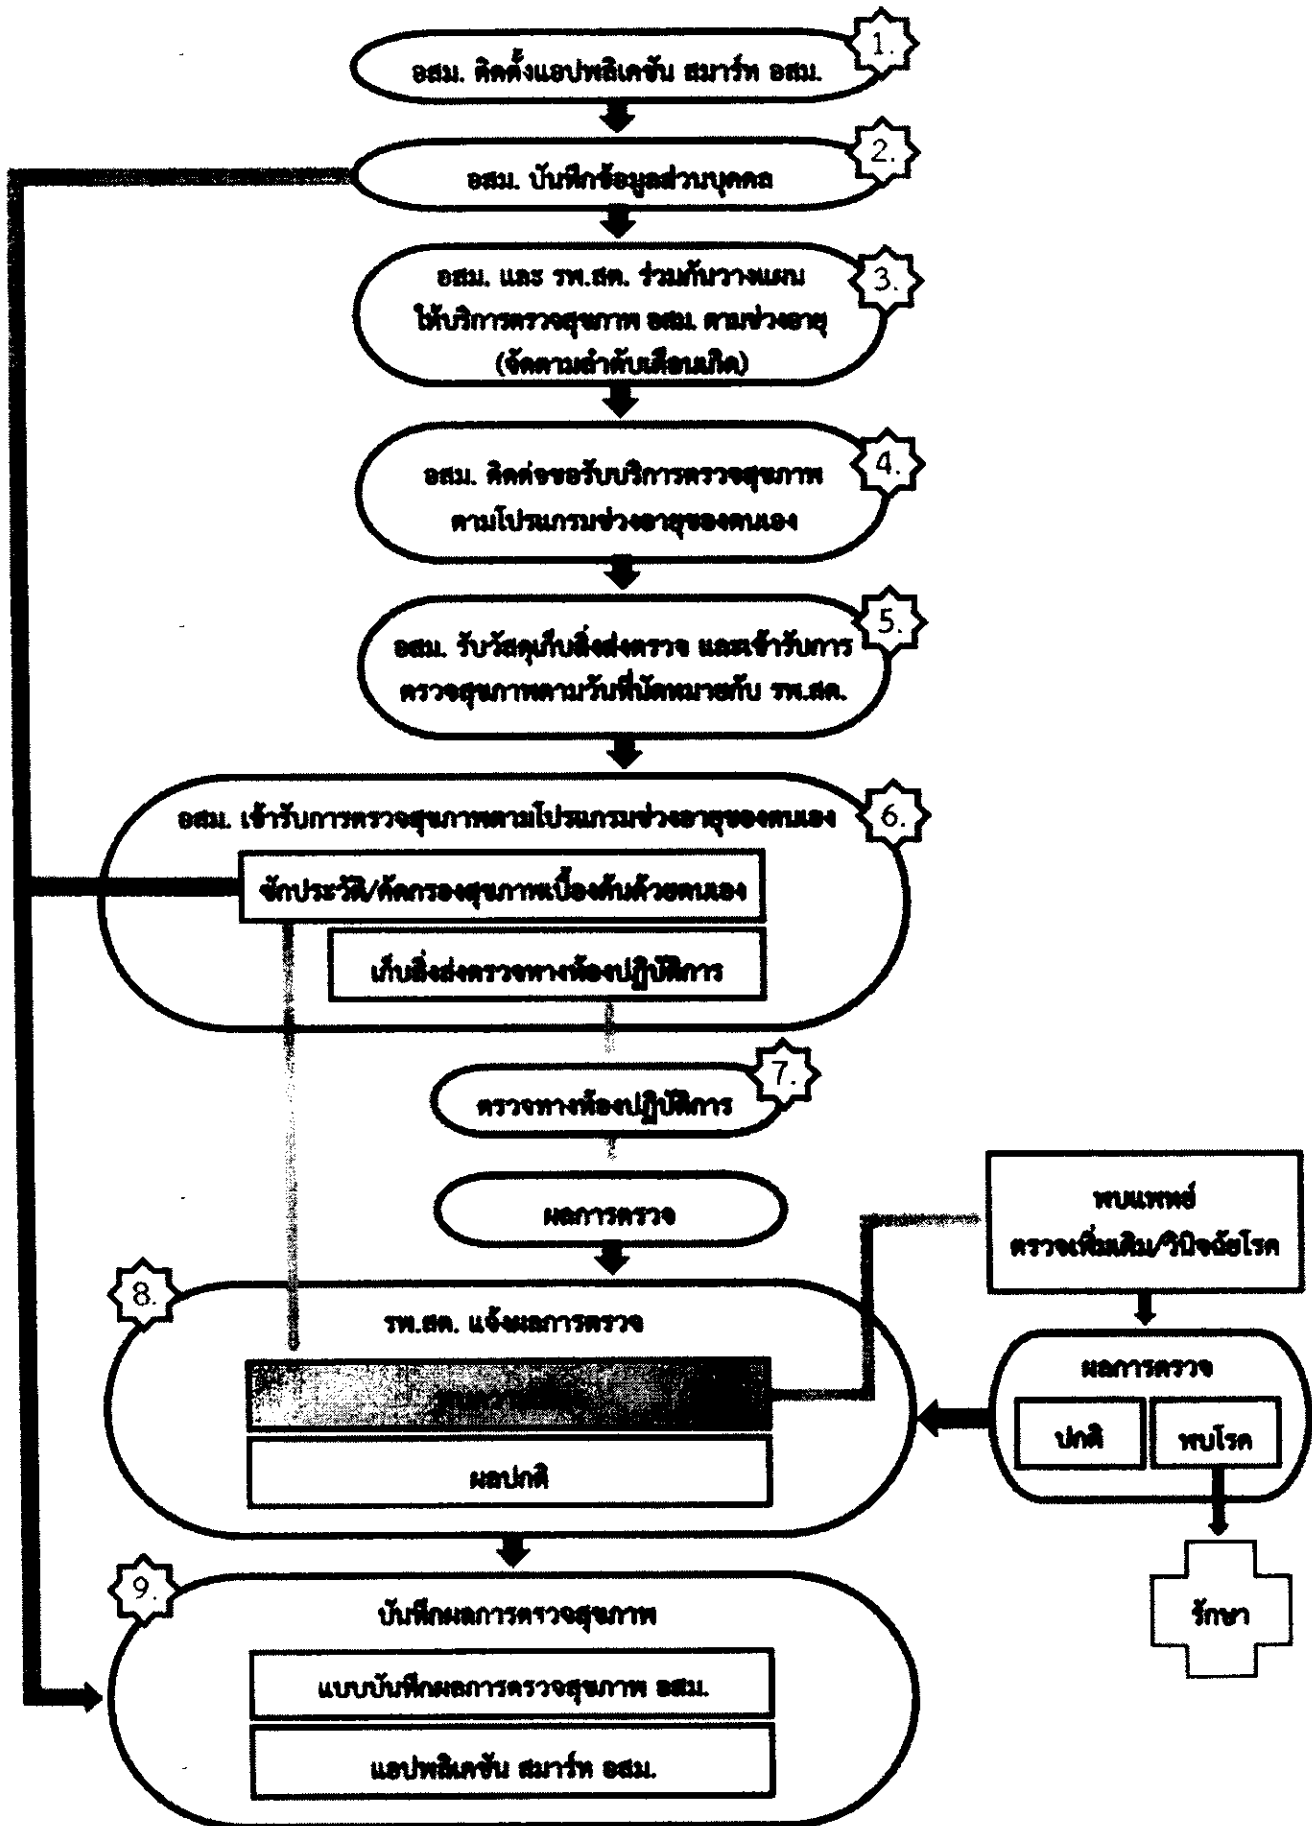 1.
อสม. ติดตั้งแอปพลิเคชัน สมาร์ท อสม.
2.
อสม. บันทึกข้อมูลส่วนบุคคล
3.
อสม. และ รพ.สต. ร่วมกันวางแผน
ให้บริการตรวจสุขภาพ อสม. ตามช่วงอายุ
(จัดตามลำดับเดือนเกิด)
4.
อสม. ติดต่อขอรับบริการตรวจสุขภาพ
ตามโปรแกรมช่วงอายุของตนเอง
5.
อสม. รับวัสดุเก็บสิ่งส่งตรวจ และเข้ารับการ
ตรวจสุขภาพตามวันที่นัดหมายกับ รพ.สต.
6.
อสม. เข้ารับการตรวจสุขภาพตามโปรแกรมช่วงอายุของตนเอง
ซักประวัติ/คัดกรองสุขภาพเบื้องต้นด้วยตนเอง
เก็บสิ่งส่งตรวจทางห้องปฏิบัติการ
7.
ตรวจทางห้องปฏิบัติการ
ผลการตรวจ
8.
รพ.สต. แจ้งผลการตรวจ
ผลปกติ
พบแพทย์
ตรวจเพิ่มเติม/วินิจฉัยโรค
ผลการตรวจ
ปกติ
พบโรค
รักษา
9.
บันทึกผลการตรวจสุขภาพ
แบบบันทึกผลการตรวจสุขภาพ อสม.
แอปพลิเคชัน สมาร์ท อสม.